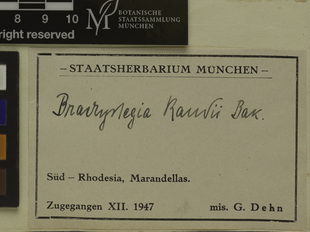 8 9 10
right reserved
BOTANISCHE
STAATSSAMMLUNG
MÜNCHEN
– STAATSHERBARIUM MÜNCHEN –
Brachystegia Randii Bak.
Süd – Rhodesia, Marandellas.
Zugegangen XII. 1947 mis. G. Dehn